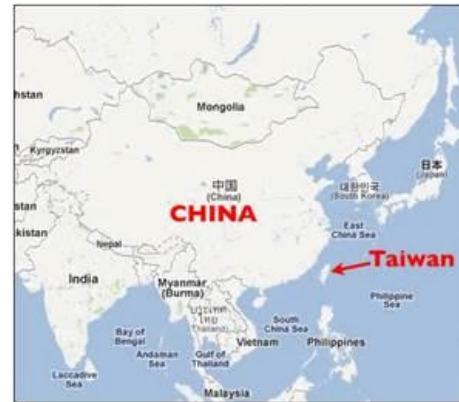 hstan
Mongolia
Kyrgyzstan
中国
(China)
CHINA
日本
(Japan)
대한민국
(South Korea)
stan
kistan
East
China Sea
Nepal
Taiwan
India
Myanmar
(Burma)
Philippine
Sea
(Thailand)
Bay of
Bengal
Andaman
Sea
Gulf of
Thailand
Vietnam
South
China Sea
Philippines
Laccadive
Sea
Malaysia